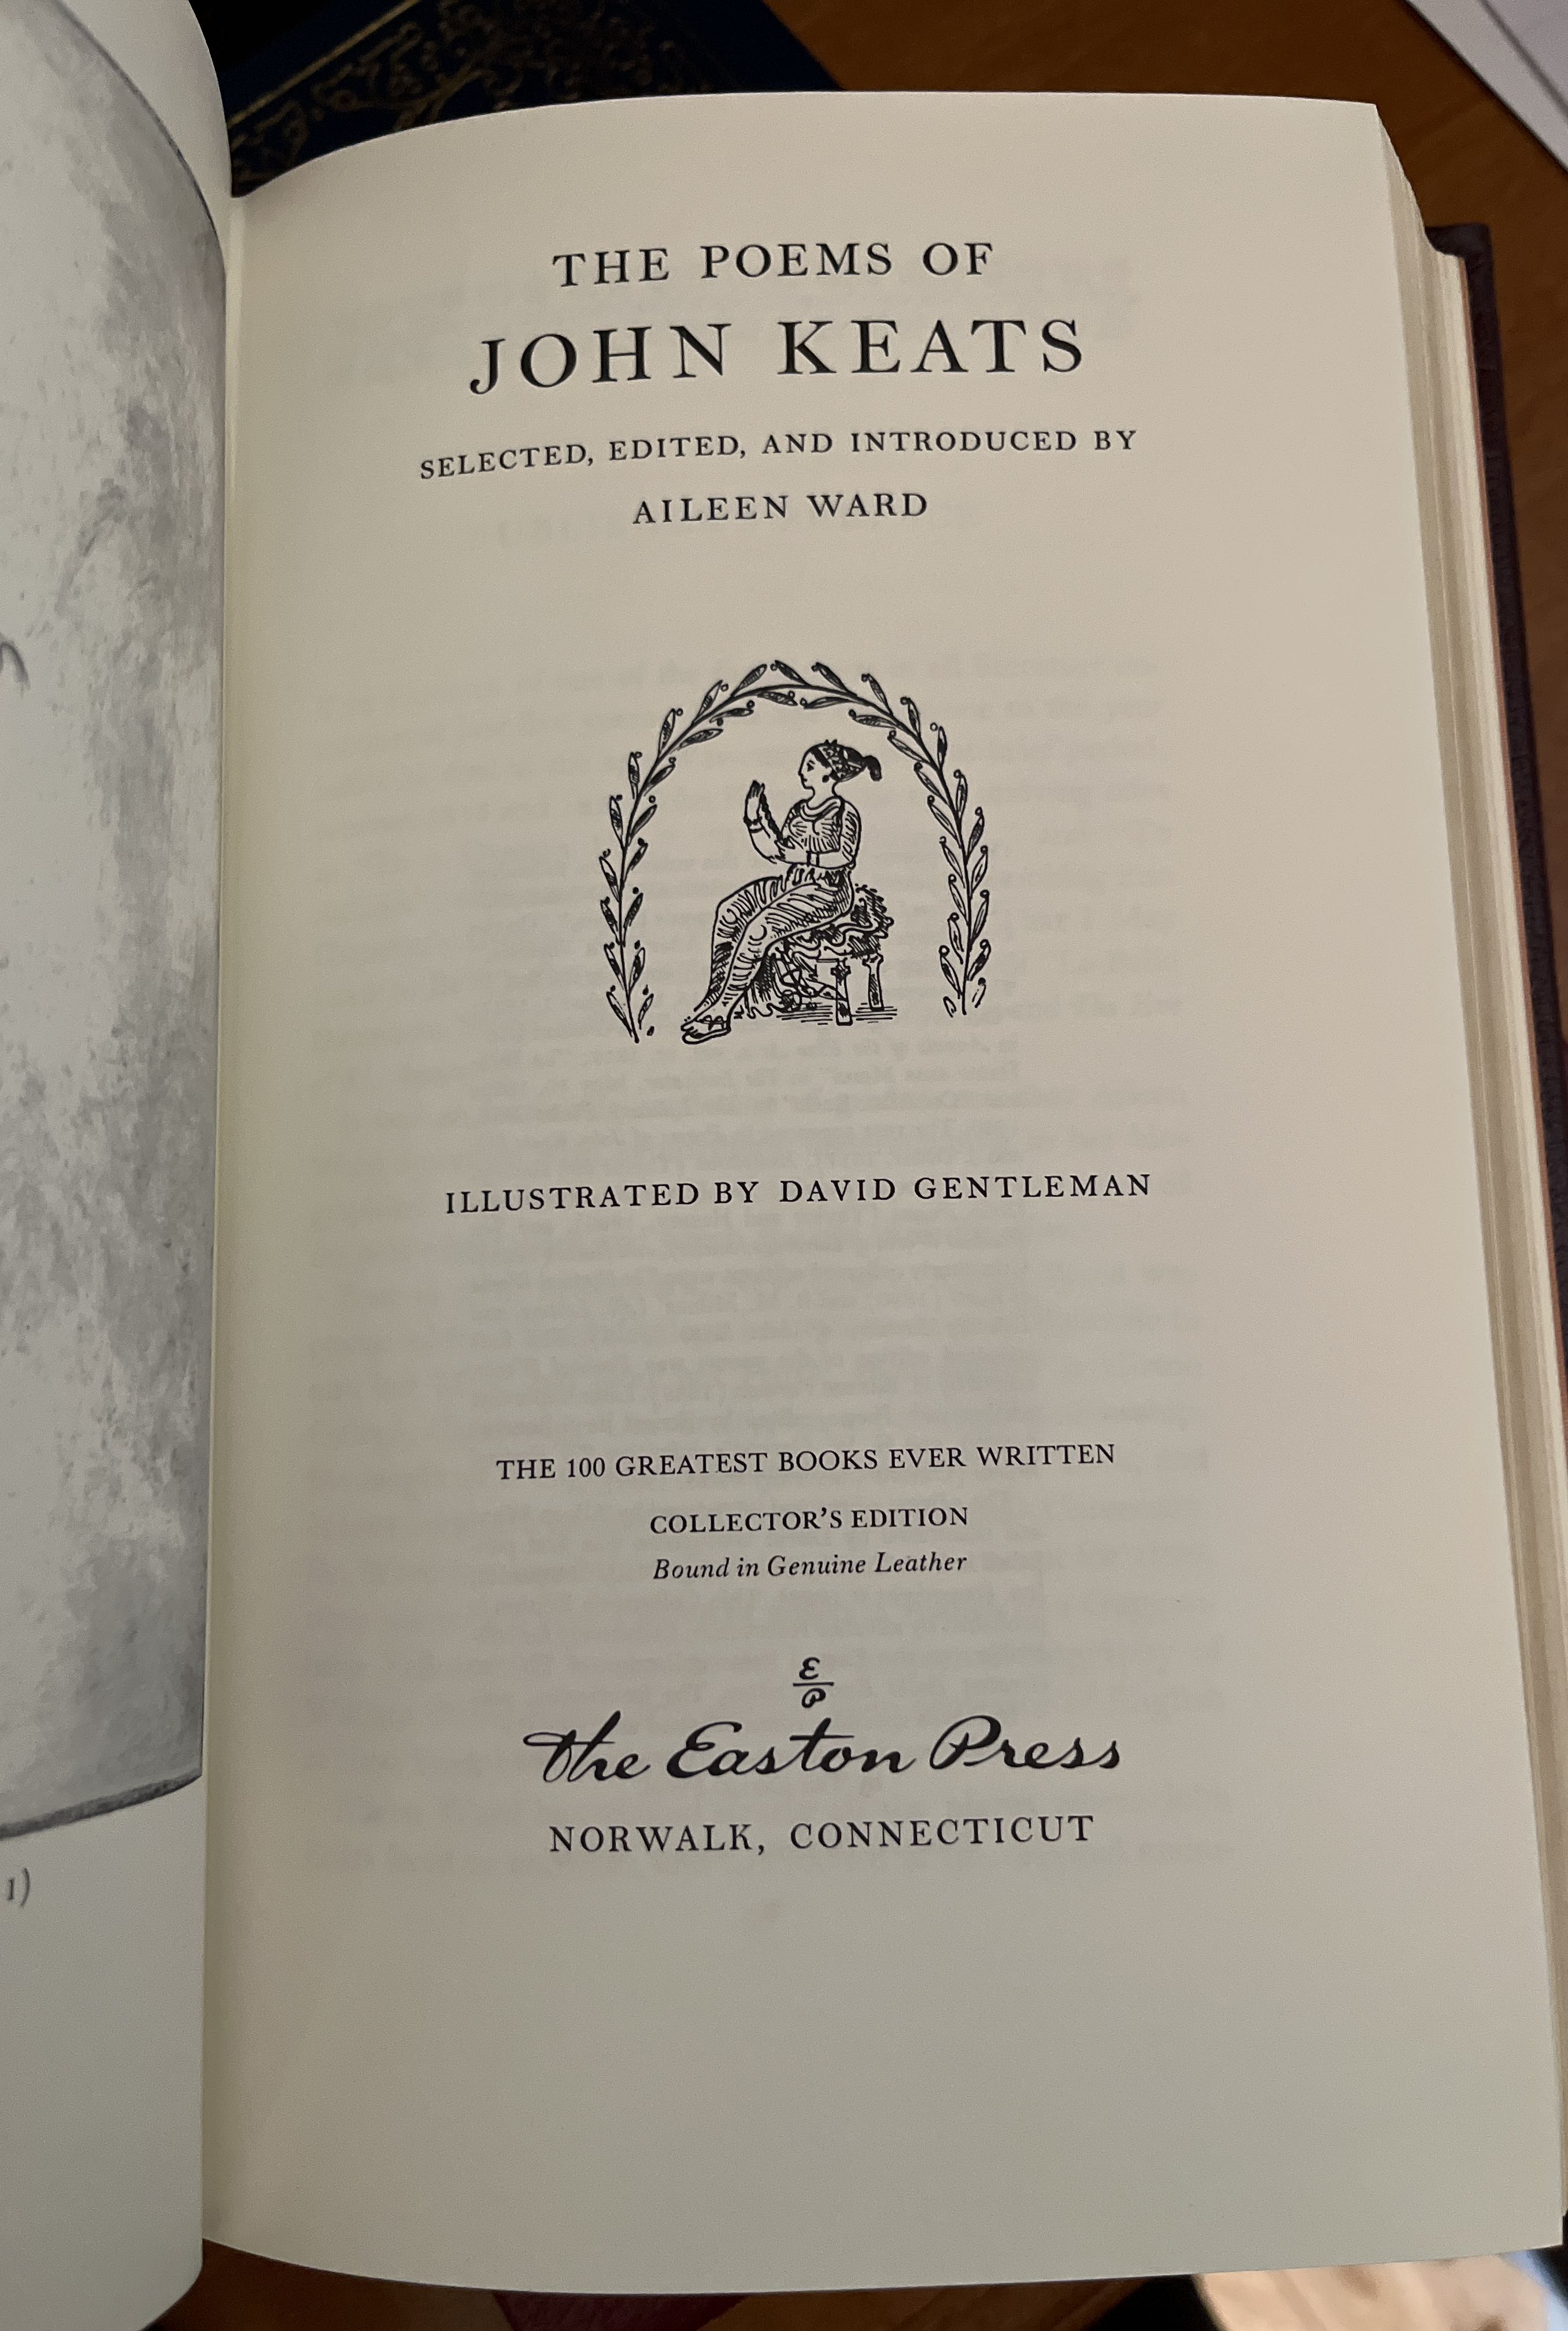 THE POEMS OF
JOHN KEATS
SELECTED, EDITED, AND INTRODUCED BY
AILEEN WARD
ILLUSTRATED BY DAVID GENTLEMAN
THE 100 GREATEST BOOKS EVER WRITTEN
COLLECTOR'S EDITION
Bound in Genuine Leather
The Easton Press
NORWALK, CONNECTICUT
1)